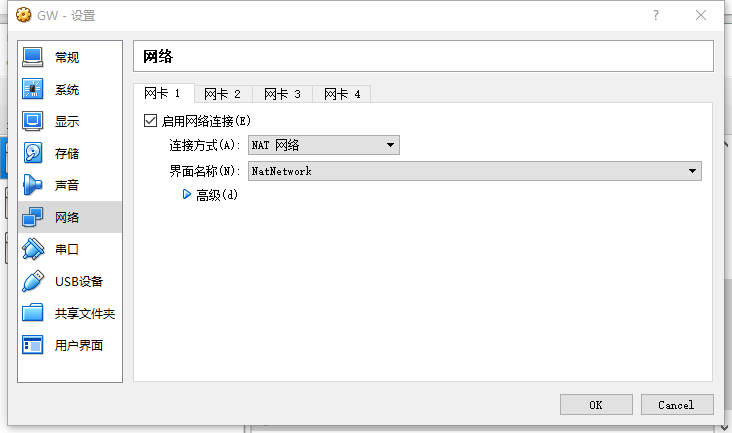 GW - 设置
常规
系统
显示
存储
声音
网络
串口
USB设备
共享文件夹
用户界面
网络
网卡 1 网卡 2 网卡 3 网卡 4
启用网络连接(E)
连接方式(A): NAT 网络
界面名称(N): NatNetwork
高级(d)
OK Cancel